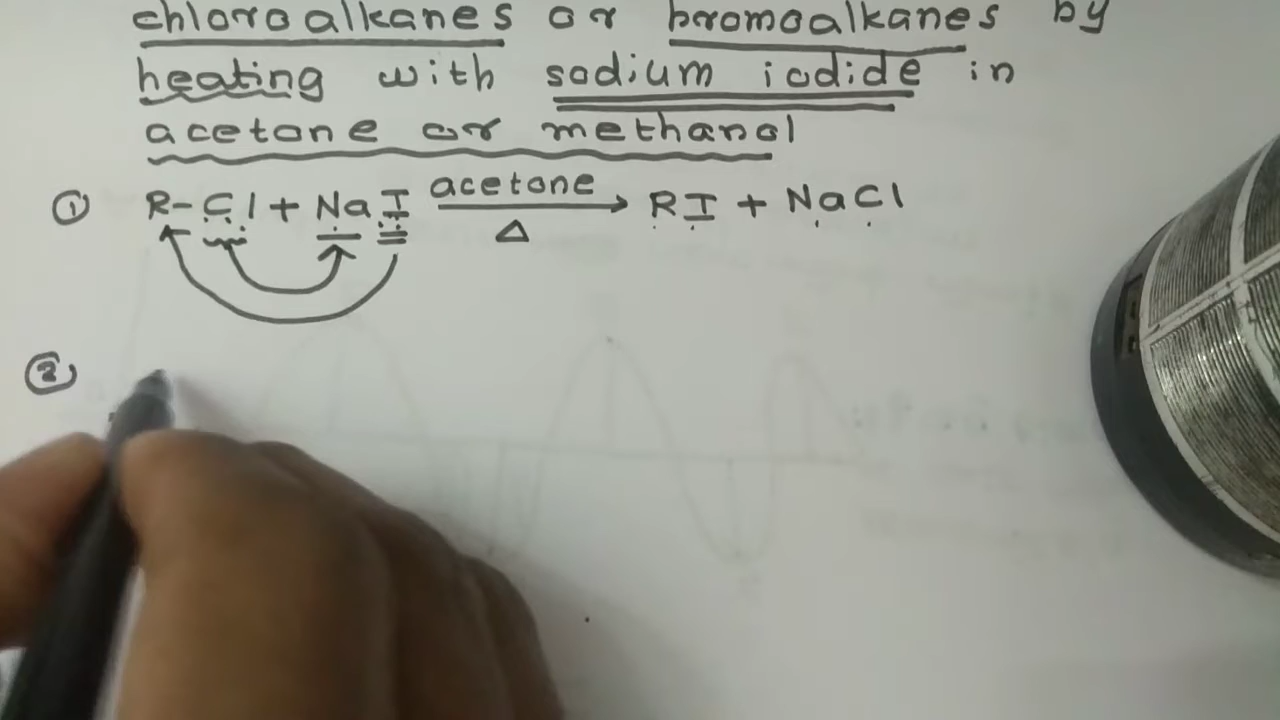 chloroalkanes or bromoalkanes by
heating with sodium iodide in
acetone or methanol
① R-Cl + NaI acetone → RI + NaCl
Δ
②